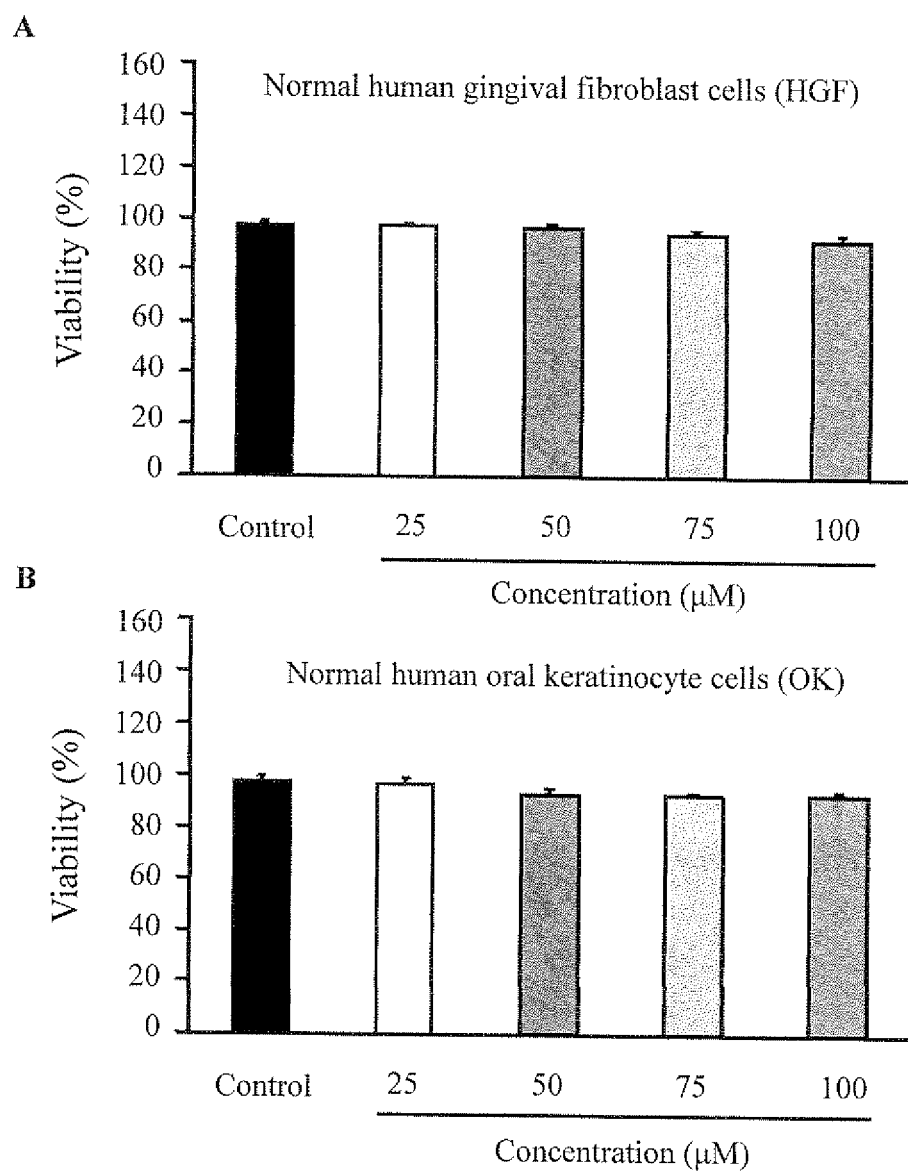 A
160
140
120
100
80
60
40
20
0
Viability (%)
Normal human gingival fibroblast cells (HGF)
Control 25 50 75 100
Concentration (μM)
B
160
140
120
100
80
60
40
20
0
Viability (%)
Normal human oral keratinocyte cells (OK)
Control 25 50 75 100
Concentration (μM)